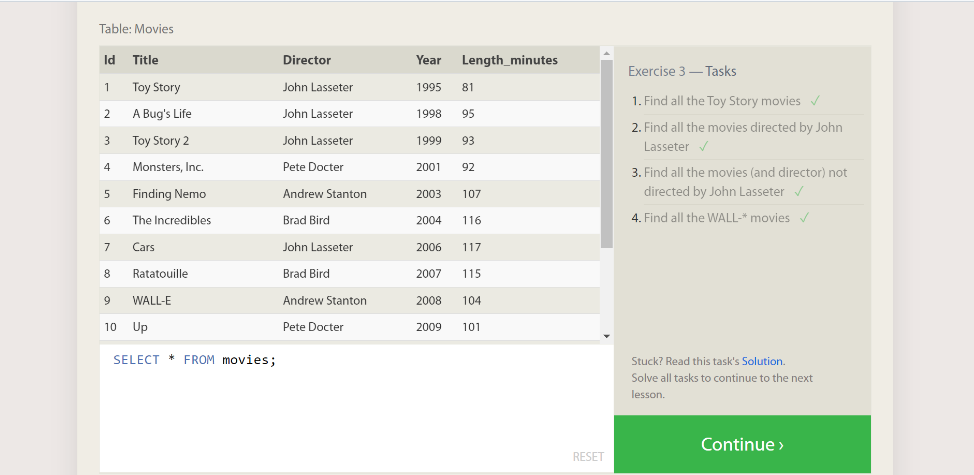 Table: Movies
Id Title Director Year Length_minutes
1 Toy Story John Lasseter 1995 81
2 A Bug's Life John Lasseter 1998 95
3 Toy Story 2 John Lasseter 1999 93
4 Monsters, Inc. Pete Docter 2001 92
5 Finding Nemo Andrew Stanton 2003 107
6 The Incredibles Brad Bird 2004 116
7 Cars John Lasseter 2006 117
8 Ratatouille Brad Bird 2007 115
9 WALL-E Andrew Stanton 2008 104
10 Up Pete Docter 2009 101
SELECT * FROM movies;
RESET
Exercise 3 — Tasks
1. Find all the Toy Story movies ✓
2. Find all the movies directed by John
Lasseter ✓
3. Find all the movies (and director) not
directed by John Lasseter ✓
4. Find all the WALL-* movies ✓
Stuck? Read this task's Solution.
Solve all tasks to continue to the next
lesson.
Continue ›